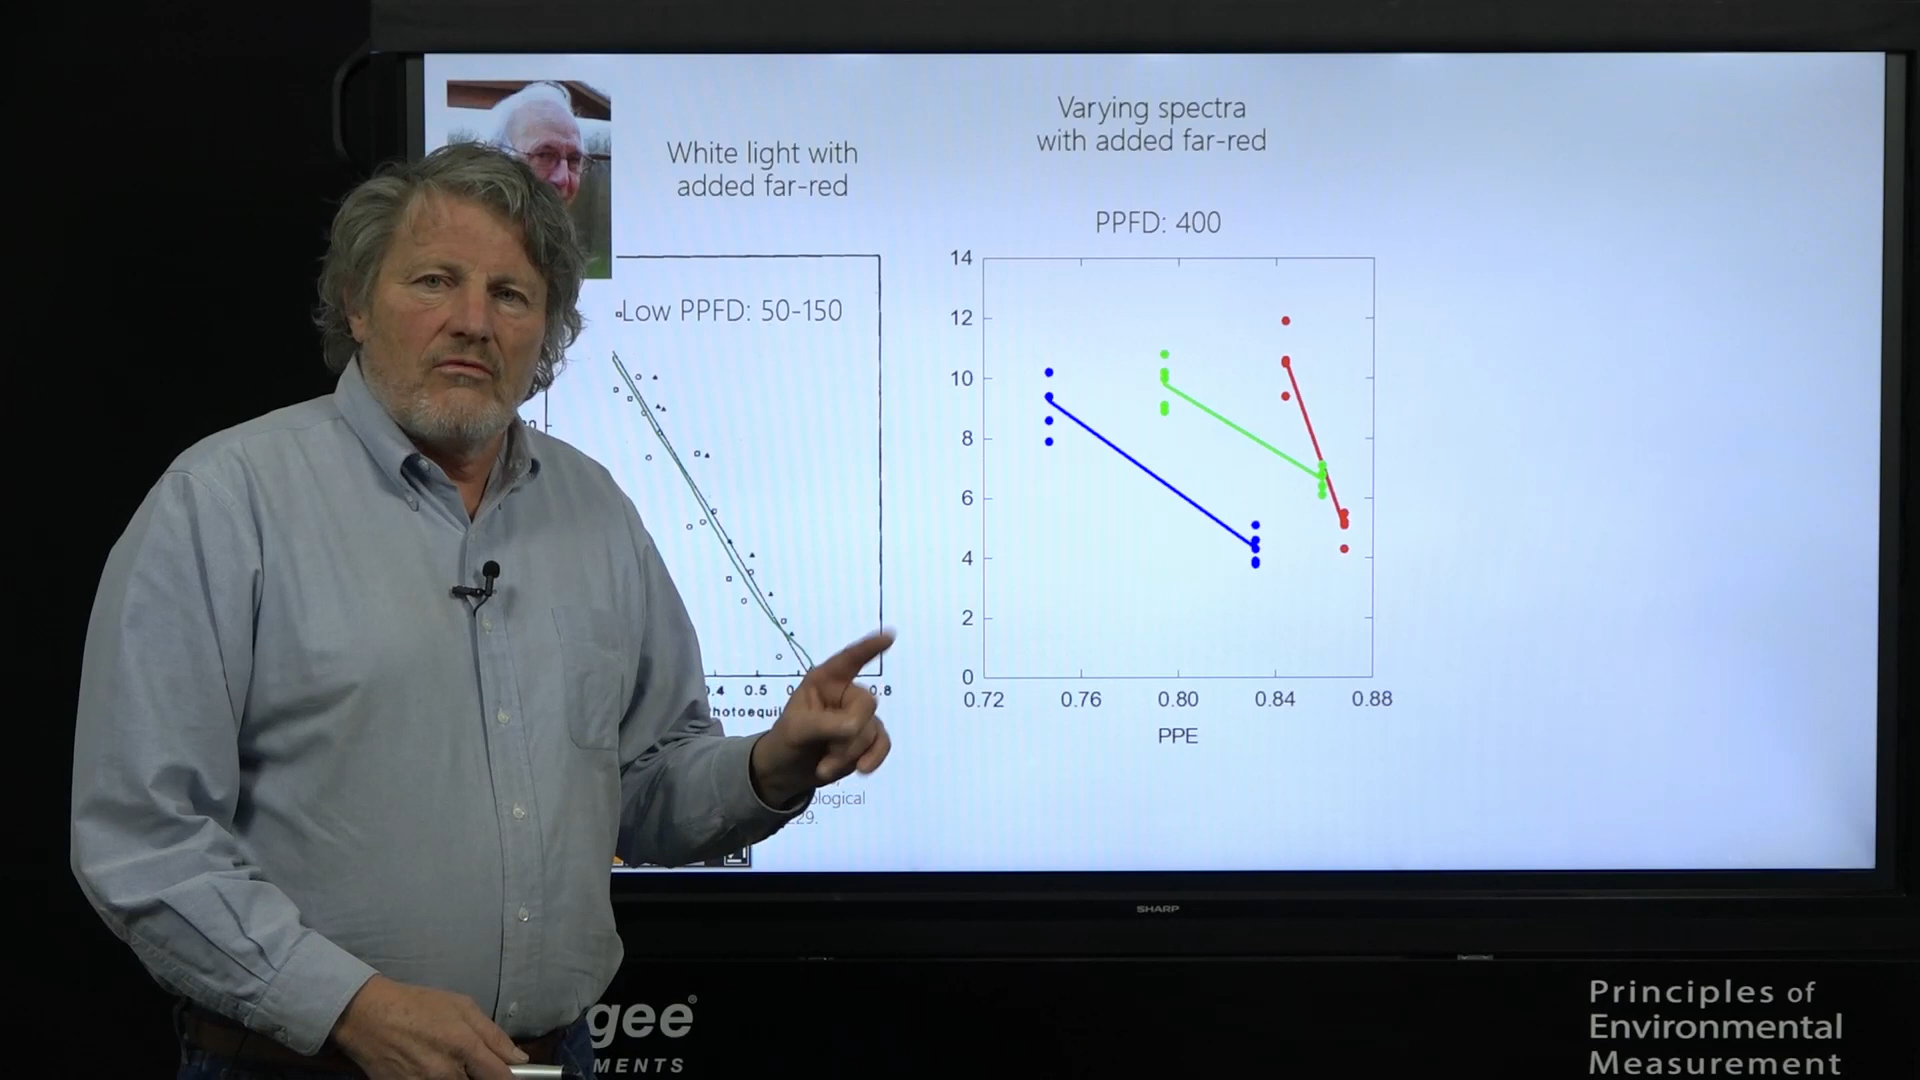 White light with
added far-red
Low PPFD: 50-150
0.5
0.8
ological
229.
Varying spectra
with added far-red
PPFD: 400
14
12
10
8
6
4
2
0
0.72 0.76 0.80 0.84 0.88
PPE
SHARP
gee
MENTS
Principles of
Environmental
Measurement